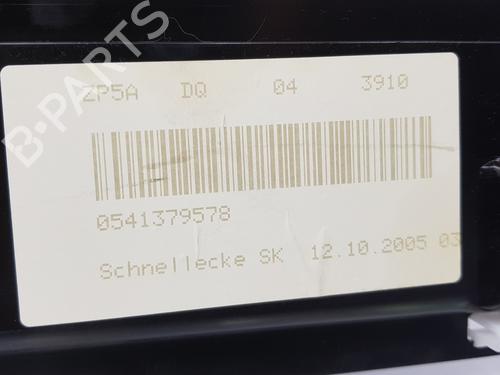 ZP5A DQ 04 3910
0541379578
Schnellecke SK 12.10.2005 03
B-PARTS